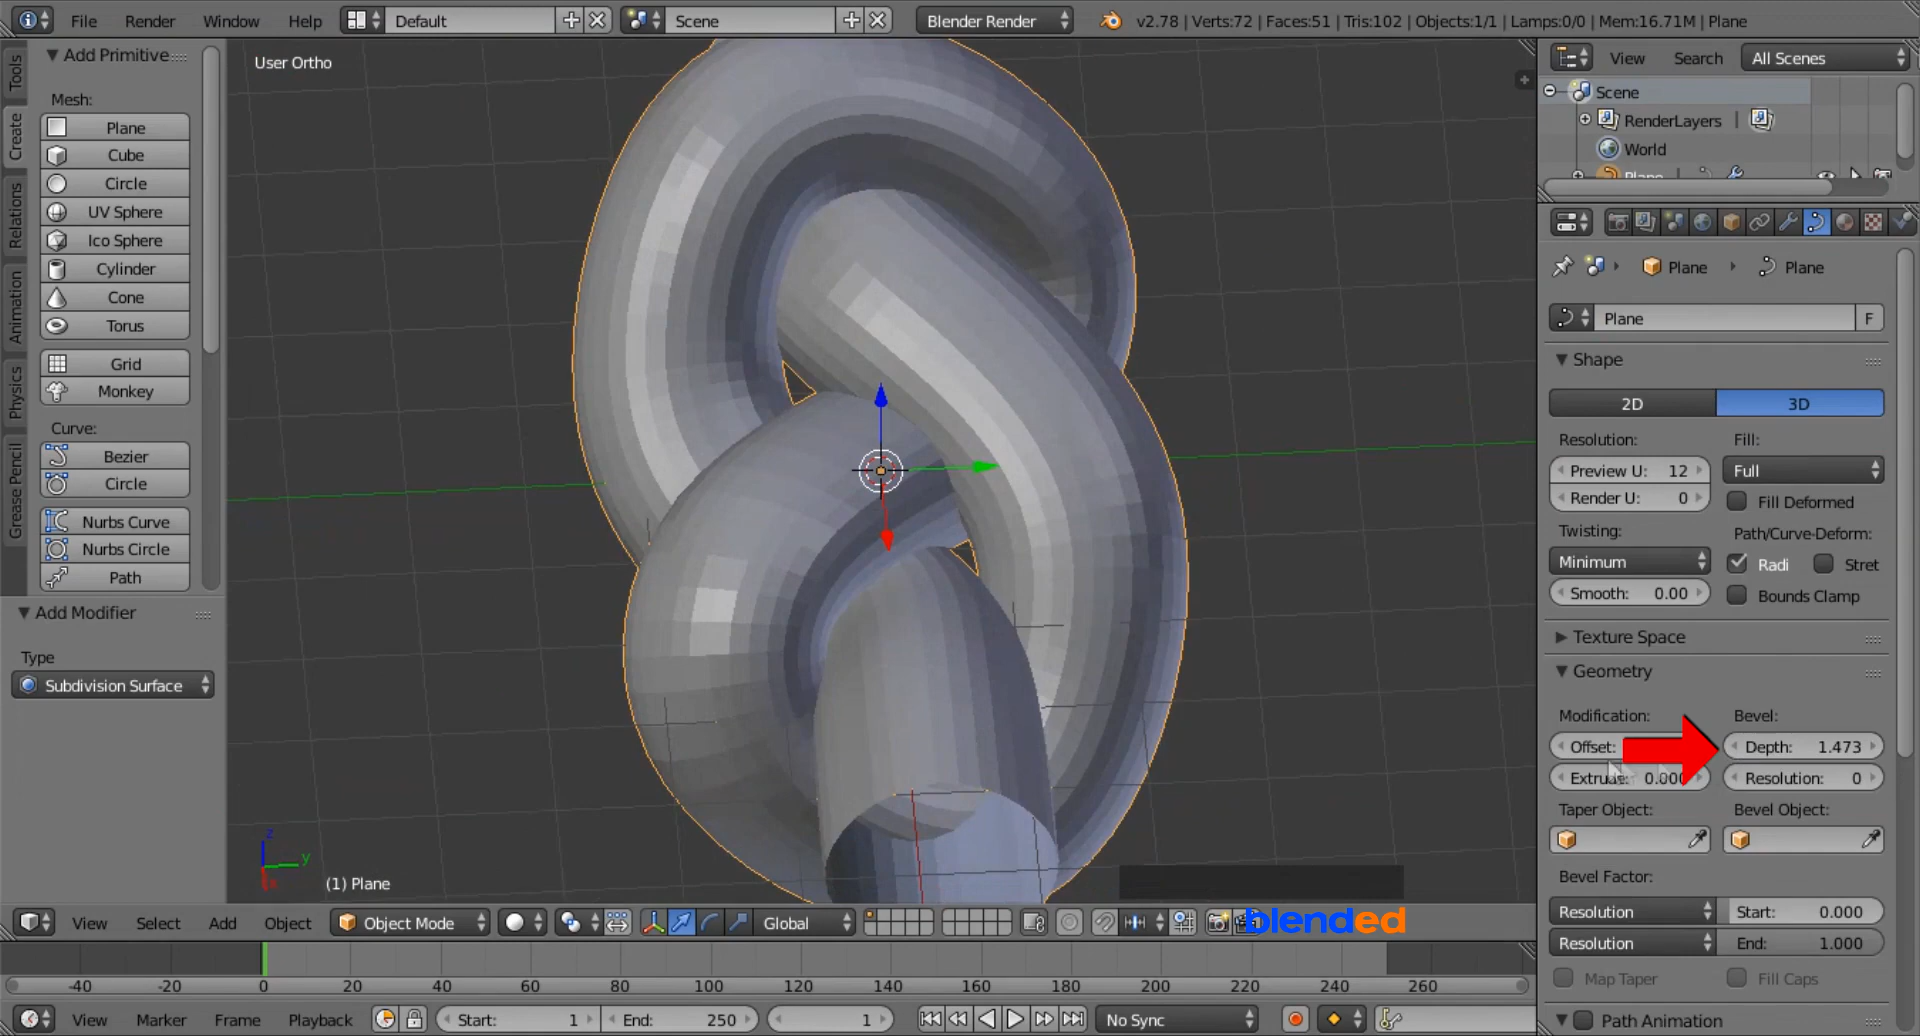 File Render Window Help Default Scene Blender Render v2.78 | Verts:72 | Faces:51 | Tris:102 | Objects:1/1 | Lamps:0/0 | Mem:16.71M | Plane
Tools
Create
Relations
Animation
Physics
Grease Pencil
Add Primitive
Mesh:
Plane
Cube
Circle
UV Sphere
Ico Sphere
Cylinder
Cone
Torus
Grid
Monkey
Curve:
Bezier
Circle
Nurbs Curve
Nurbs Circle
Path
Add Modifier
Type
Subdivision Surface
User Ortho
z
y
x
(1) Plane
View Search All Scenes
Scene
RenderLayers
World
Plane
Plane Plane
Plane F
Shape
2D 3D
Resolution: Fill:
Preview U: 12 Full
Render U: 0 Fill Deformed
Twisting: Path/Curve-Deform:
Minimum Radi Stret
Smooth: 0.00 Bounds Clamp
Texture Space
Geometry
Modification: Bevel:
Offset: Depth: 1.473
Extrude: 0.000 Resolution: 0
Taper Object: Bevel Object:
Bevel Factor:
Resolution Start: 0.000
Resolution End: 1.000
Map Taper Fill Caps
Path Animation
View Select Add Object Object Mode Global
blended
-40 -20 0 20 40 60 80 100 120 140 160 180 200 220 240 260
View Marker Frame Playback Start: 1 End: 250 1 No Sync